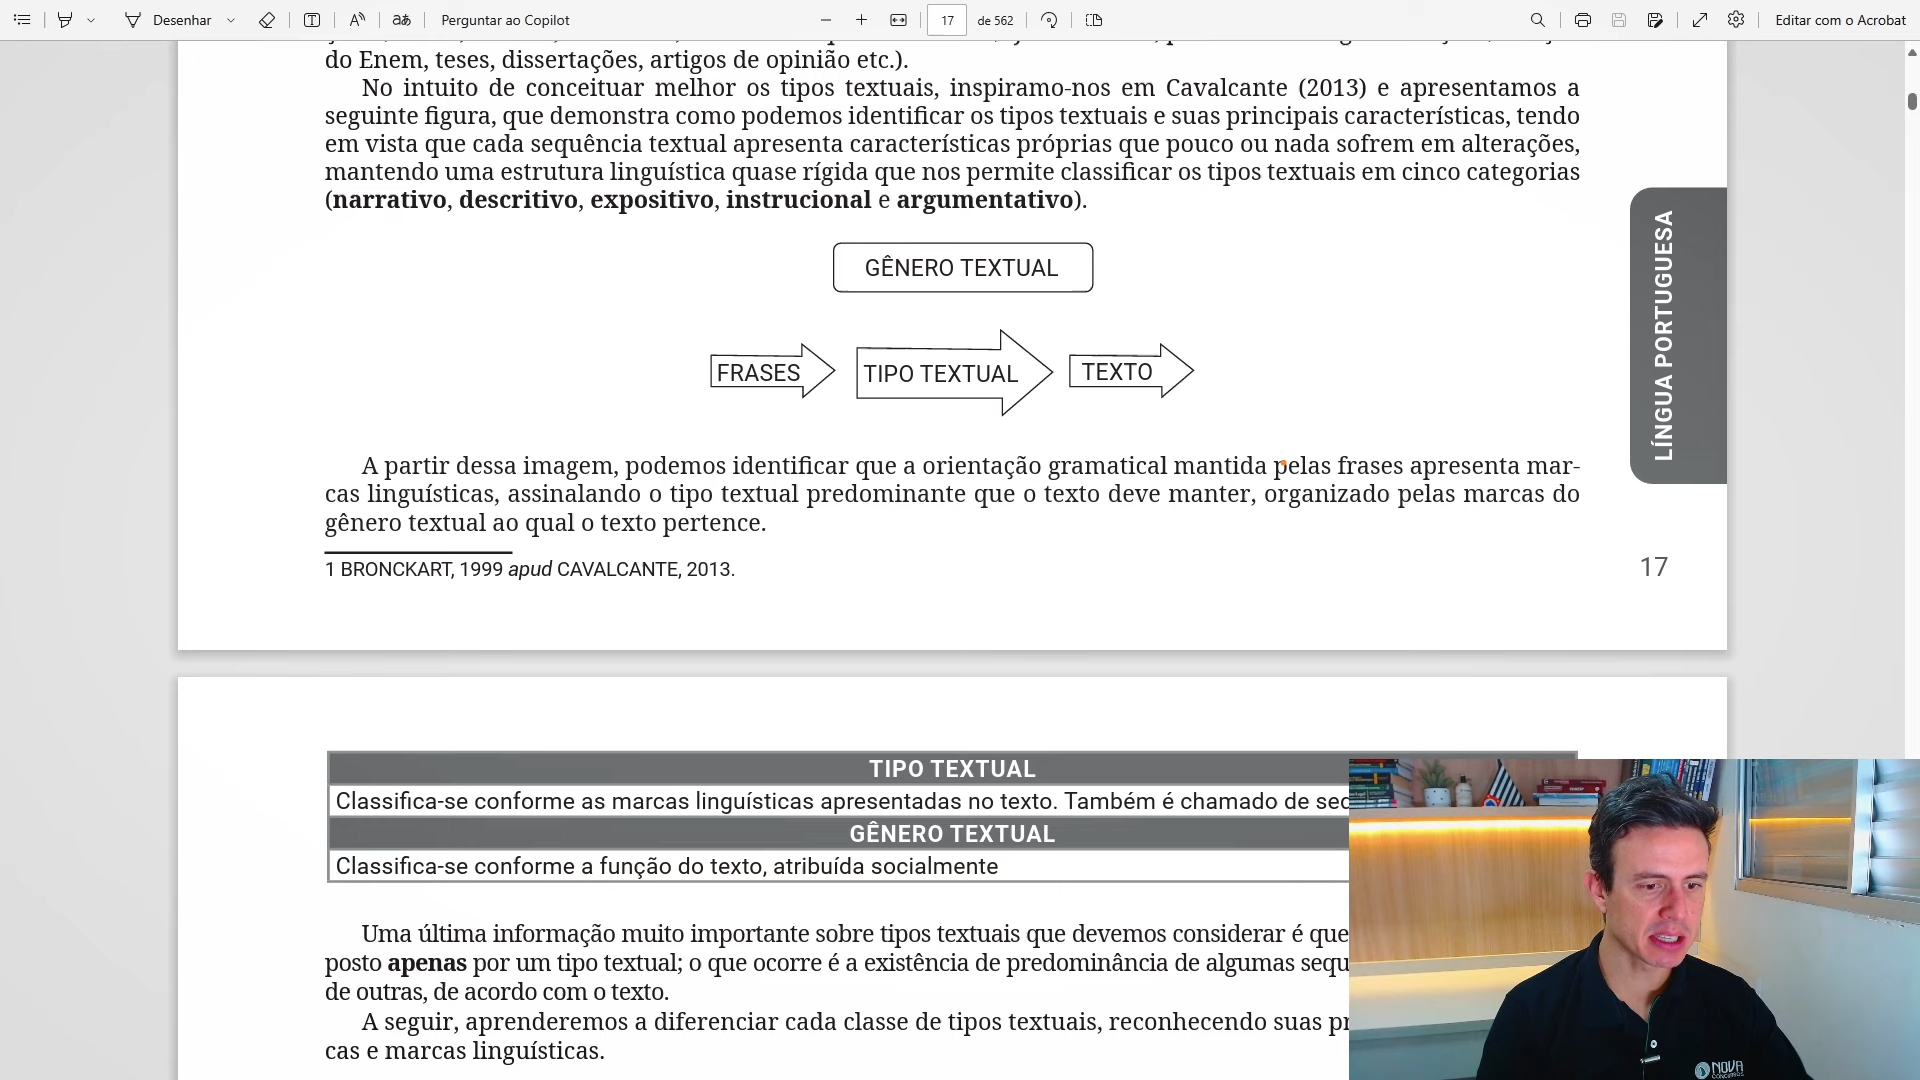 Desenhar
Perguntar ao Copilot
17
de 562
Editar com o Acrobat
do Enem, teses, dissertações, artigos de opinião etc.).
No intuito de conceituar melhor os tipos textuais, inspiramo-nos em Cavalcante (2013) e apresentamos a
seguinte figura, que demonstra como podemos identificar os tipos textuais e suas principais características, tendo
em vista que cada sequência textual apresenta características próprias que pouco ou nada sofrem em alterações,
mantendo uma estrutura linguística quase rígida que nos permite classificar os tipos textuais em cinco categorias
(narrativo, descritivo, expositivo, instrucional e argumentativo).
GÊNERO TEXTUAL
FRASES
TIPO TEXTUAL
TEXTO
LÍNGUA PORTUGUESA
A partir dessa imagem, podemos identificar que a orientação gramatical mantida pelas frases apresenta mar-
cas linguísticas, assinalando o tipo textual predominante que o texto deve manter, organizado pelas marcas do
gênero textual ao qual o texto pertence.
1 BRONCKART, 1999 apud CAVALCANTE, 2013.
17
TIPO TEXTUAL
Classifica-se conforme as marcas linguísticas apresentadas no texto. Também é chamado de
GÊNERO TEXTUAL
Classifica-se conforme a função do texto, atribuída socialmente
Uma última informação muito importante sobre tipos textuais que devemos considerar é que
posto apenas por um tipo textual; o que ocorre é a existência de predominância de algumas
de outras, de acordo com o texto.
A seguir, aprenderemos a diferenciar cada classe de tipos textuais, reconhecendo suas
cas e marcas linguísticas.
NOVA
CONCURSOS